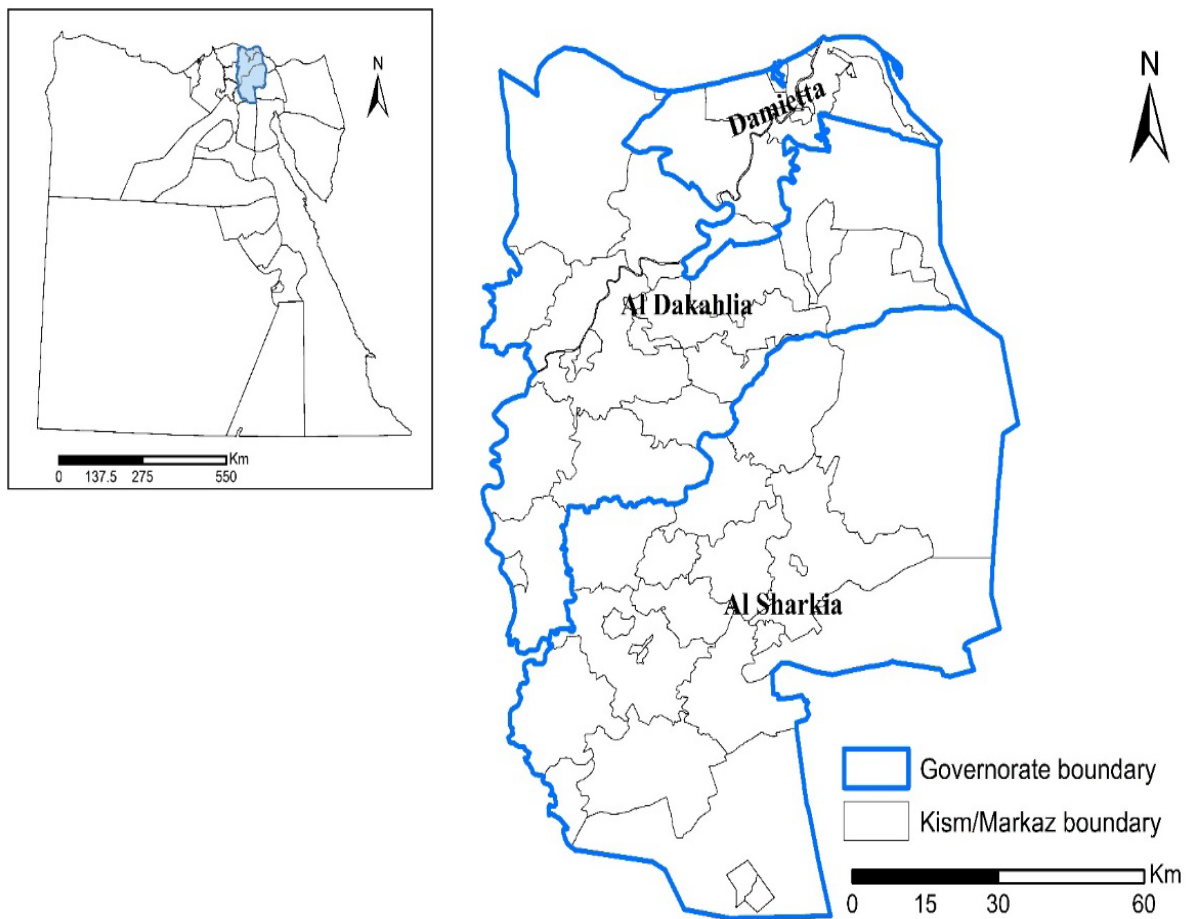 N
Km
0 137.5 275 550
Damietta
Al Dakahlia
Al Sharkia
N
Governorate boundary
Kism/Markaz boundary
Km
0 15 30 60